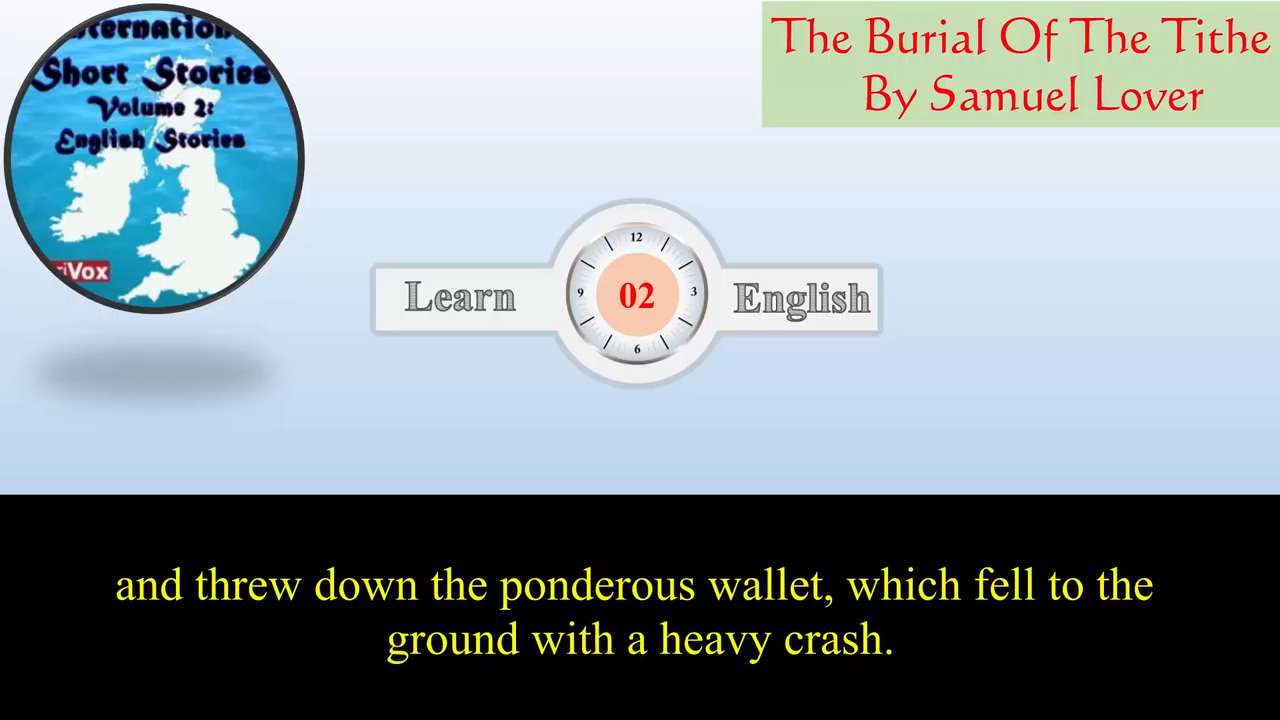 The Burial Of The Tithe
By Samuel Lover
Short Stories
Volume 2:
English Stories
Vox
Learn
12
9
02
3
6
English
and threw down the ponderous wallet, which fell to the
ground with a heavy crash.